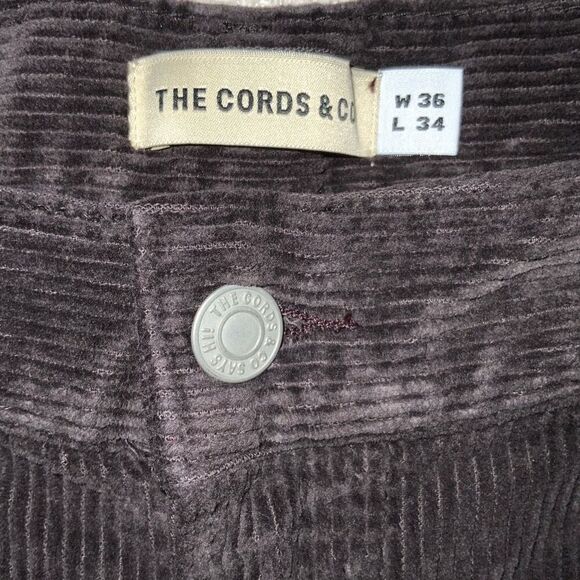 THE CORDS & CO
W 36
L 34
THE CORDS & CO SAYS HI!